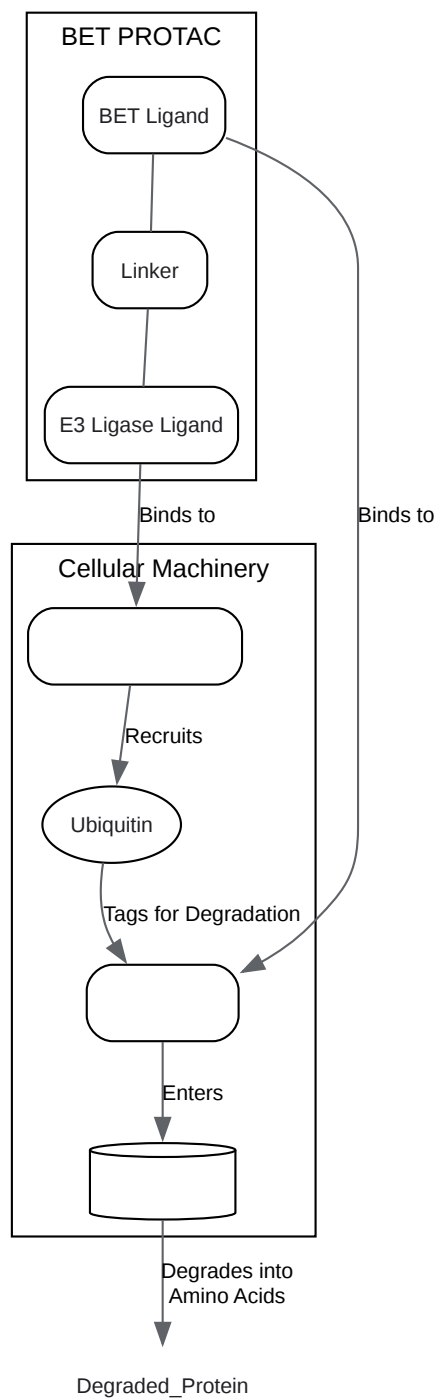 BET PROTAC
BET Ligand
Linker
E3 Ligase Ligand
Binds to
Binds to
Cellular Machinery
Recruits
Ubiquitin
Tags for Degradation
Enters
Degrades into
Amino Acids
Degraded_Protein